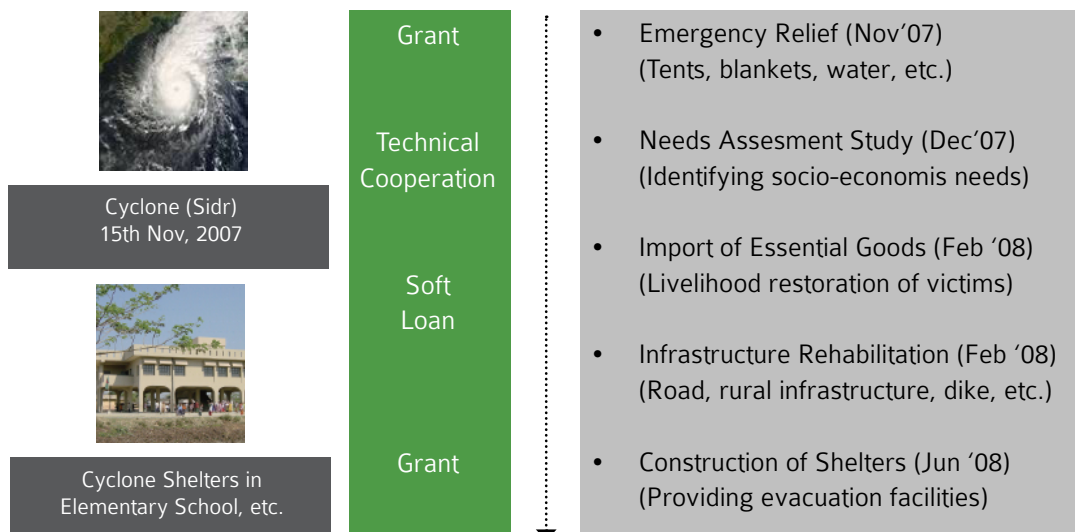 Cyclone (Sidr)
15th Nov, 2007
Cyclone Shelters in
Elementary School, etc.
Grant
Technical
Cooperation
Soft
Loan
Grant
• Emergency Relief (Nov‘07)
(Tents, blankets, water, etc.)
• Needs Assesment Study (Dec‘07)
(Identifying socio-economis needs)
• Import of Essential Goods (Feb ‘08)
(Livelihood restoration of victims)
• Infrastructure Rehabilitation (Feb ‘08)
(Road, rural infrastructure, dike, etc.)
• Construction of Shelters (Jun ‘08)
(Providing evacuation facilities)